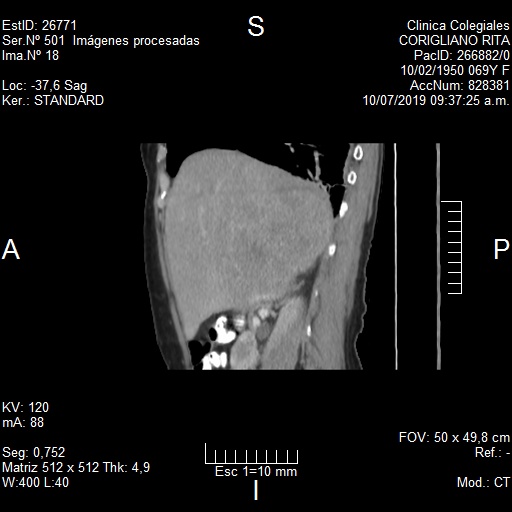 EstID: 26771
Ser.Nº 501  Imágenes procesadas
Ima.Nº 18
Loc: -37,6 Sag
Ker.: STANDARD
S
Clinica Colegiales
CORIGLIANO RITA
PacID: 266882/0
10/02/1950 069Y F
AccNum: 828381
10/07/2019 09:37:25 a.m.
A
P
KV: 120
mA: 88
Seg: 0,752
Matriz 512 x 512 Thk: 4,9
W:400 L:40
Esc 1=10 mm
I
FOV: 50 x 49,8 cm
Ref.: -
Mod.: CT